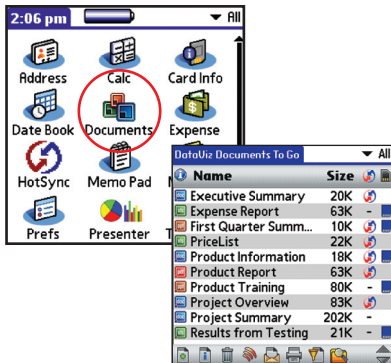 2:06 pm All
Address Calc Card Info
Date Book Documents Expense
HotSync Memo Pad
Prefs Presenter
DataViz Documents To Go All
Name Size
Executive Summary 20K
Expense Report 63K -
First Quarter Summ... 10K
PriceList 22K
Product Information 18K
Product Report 63K
Product Training 80K -
Project Overview 83K
Project Summary 202K -
Results from Testing 21K -